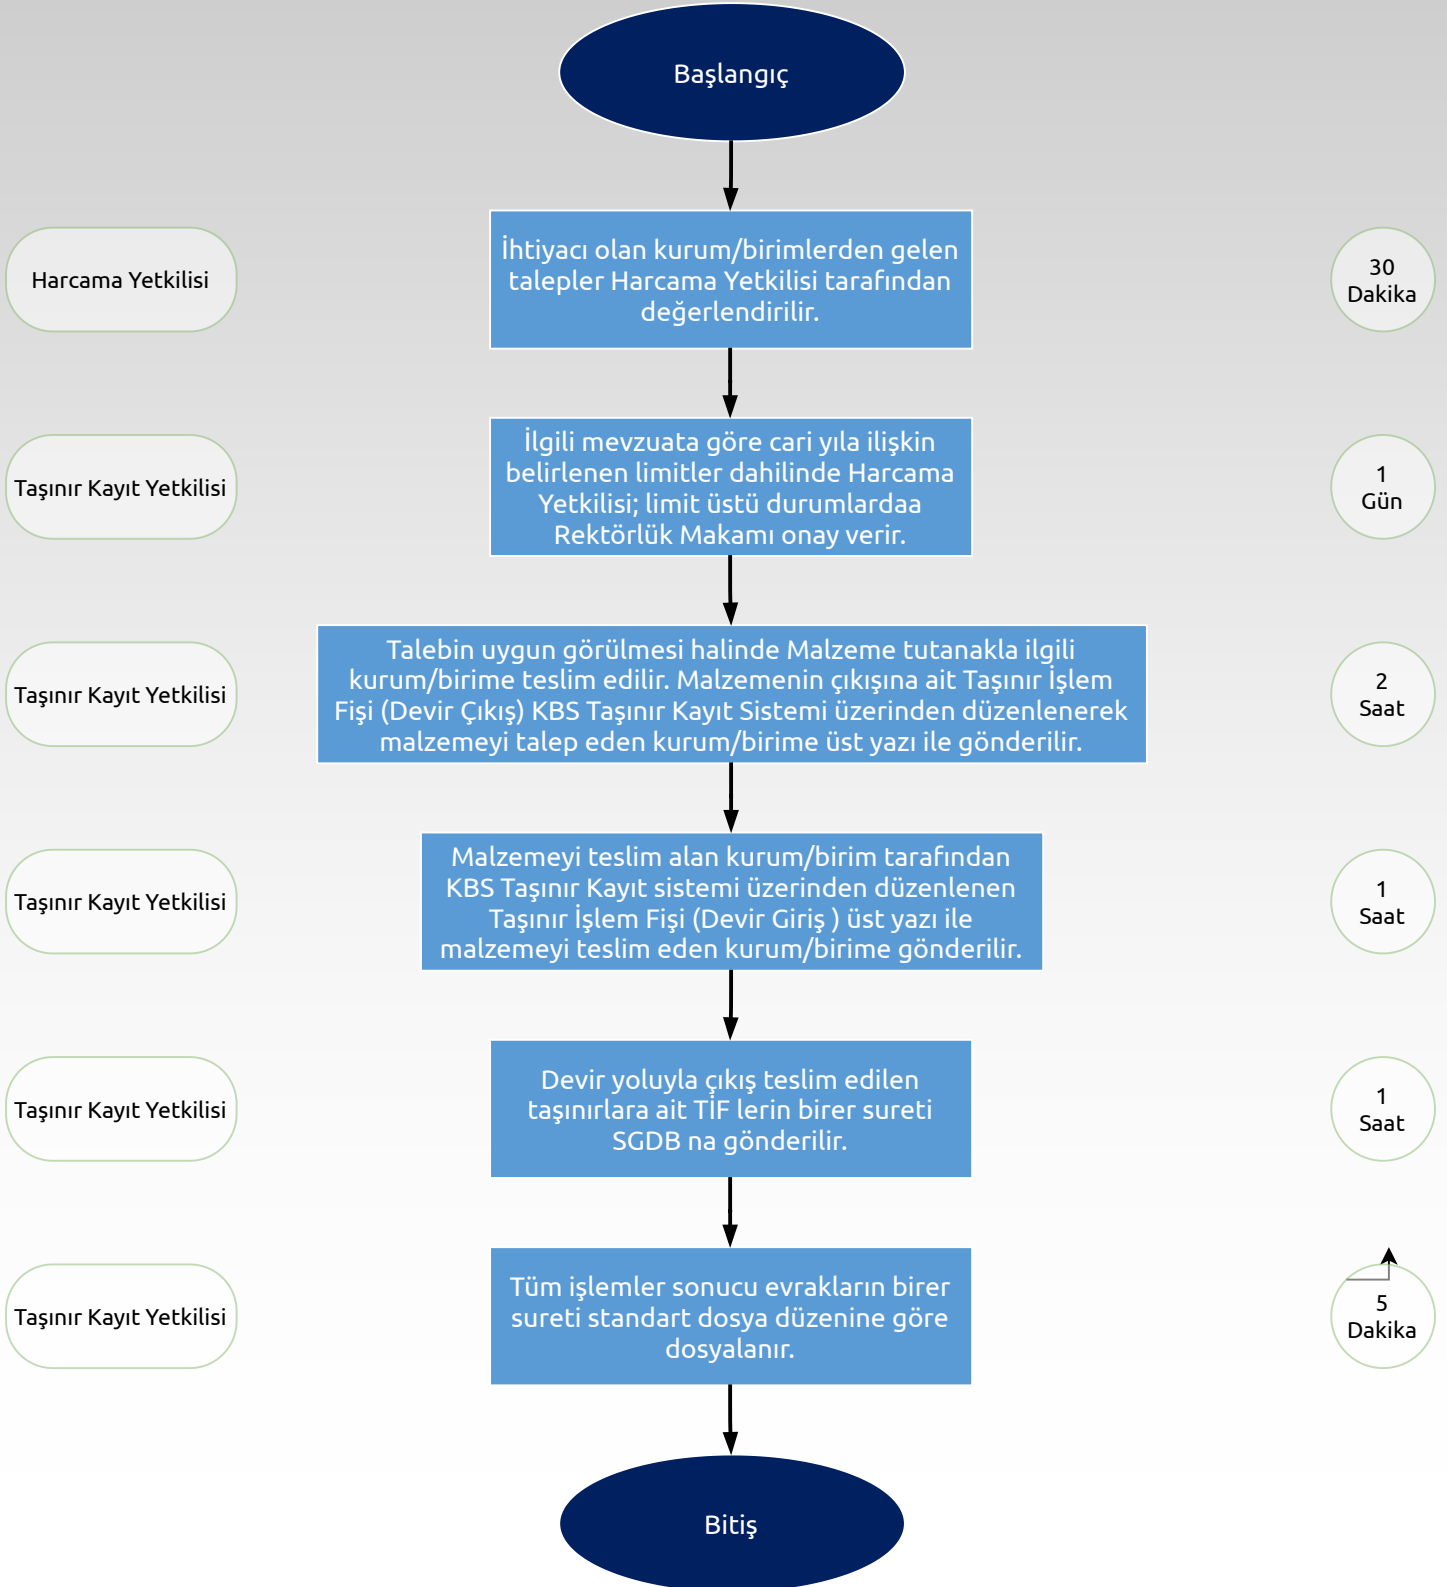 Başlangıç
Harcama Yetkilisi
İhtiyacı olan kurum/birimlerden gelen
talepler Harcama Yetkilisi tarafından
değerlendirilir.
30
Dakika
Taşınır Kayıt Yetkilisi
İlgili mevzuata göre cari yıla ilişkin
belirlenen limitler dahilinde Harcama
Yetkilisi; limit üstü durumlardaa
Rektörlük Makamı onay verir.
1
Gün
Taşınır Kayıt Yetkilisi
Talebin uygun görülmesi halinde Malzeme tutanakla ilgili
kurum/birime teslim edilir. Malzemenin çıkışına ait Taşınır İşlem
Fişi (Devir Çıkış) KBS Taşınır Kayıt Sistemi üzerinden düzenlenerek
malzemeyi talep eden kurum/birime üst yazı ile gönderilir.
2
Saat
Taşınır Kayıt Yetkilisi
Malzemeyi teslim alan kurum/birim tarafından
KBS Taşınır Kayıt sistemi üzerinden düzenlenen
Taşınır İşlem Fişi (Devir Giriş ) üst yazı ile
malzemeyi teslim eden kurum/birime gönderilir.
1
Saat
Taşınır Kayıt Yetkilisi
Devir yoluyla çıkış teslim edilen
taşınırlara ait TİF lerin birer sureti
SGDB na gönderilir.
1
Saat
Taşınır Kayıt Yetkilisi
Tüm işlemler sonucu evrakların birer
sureti standart dosya düzenine göre
dosyalanır.
5
Dakika
Bitiş